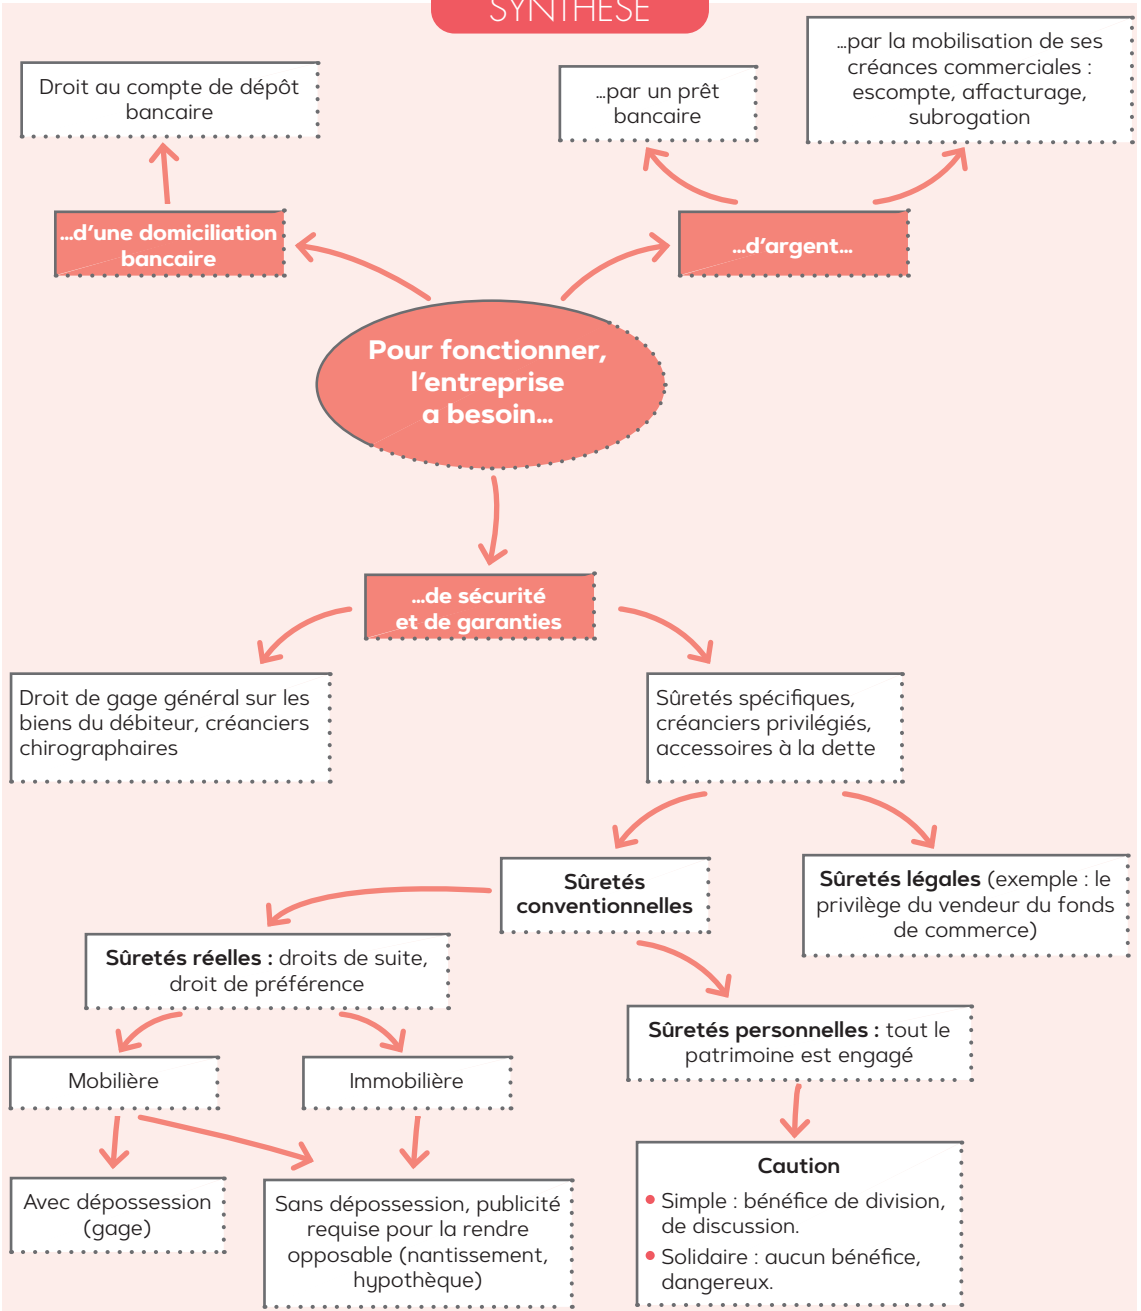 SYNTHÈSE
Droit au compte de dépôt
bancaire
...par un prêt
bancaire
...par la mobilisation de ses
créances commerciales :
escompte, affacturage,
subrogation
...d'une domiciliation
bancaire
...d'argent...
Pour fonctionner,
l'entreprise
a besoin...
...de sécurité
et de garanties
Droit de gage général sur les
biens du débiteur, créanciers
chirographaires
Sûretés spécifiques,
créanciers privilégiés,
accessoires à la dette
Sûretés
conventionnelles
Sûretés légales (exemple : le
privilège du vendeur du fonds
de commerce)
Sûretés réelles : droits de suite,
droit de préférence
Sûretés personnelles : tout le
patrimoine est engagé
Mobilière
Immobilière
Avec dépossession
(gage)
Sans dépossession, publicité
requise pour la rendre
opposable (nantissement,
hypothèque)
Caution
• Simple : bénéfice de division,
de discussion.
• Solidaire : aucun bénéfice,
dangereux.